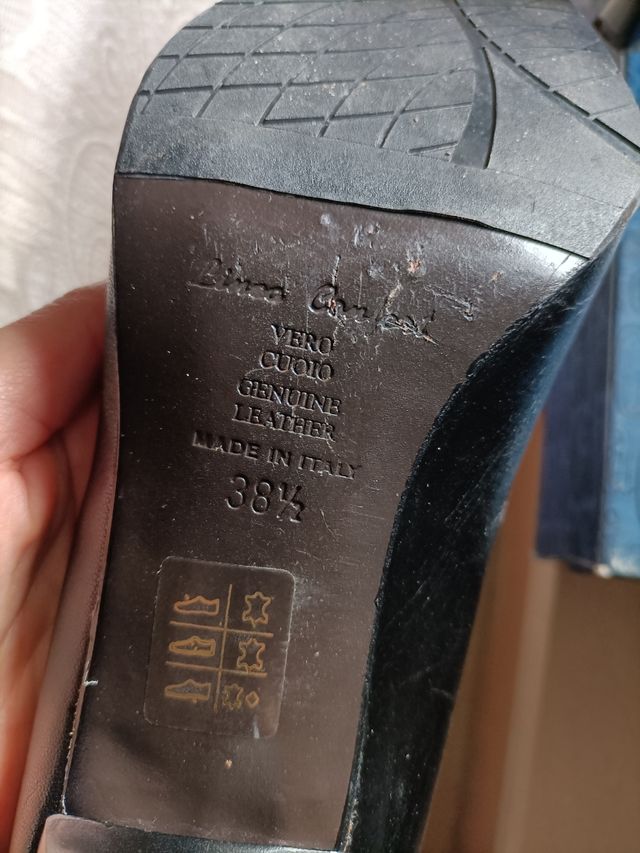 VERO
CUOIO
GENUINE
LEATHER
MADE IN ITALY
38½